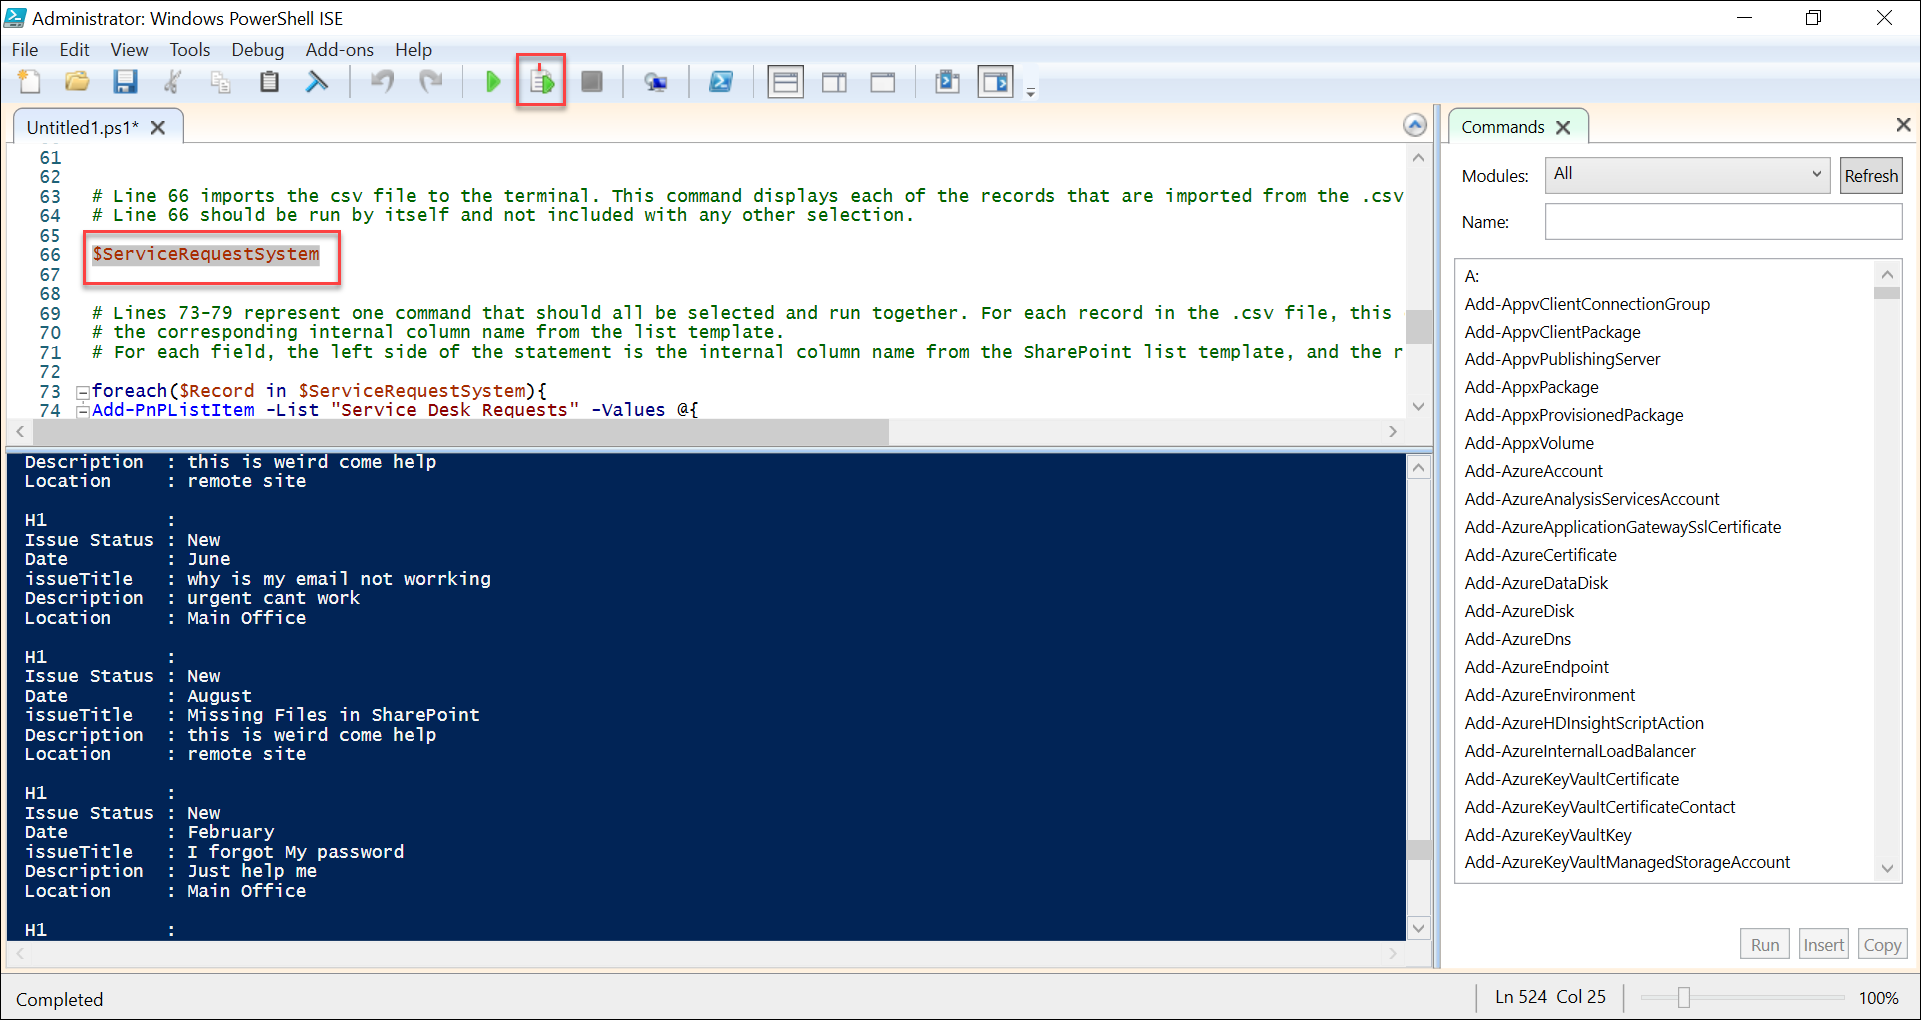 Administrator: Windows PowerShell ISE
File Edit View Tools Debug Add-ons Help
Untitled1.ps1*
61
62
63 # Line 66 imports the csv file to the terminal. This command displays each of the records that are imported from the .csv
64 # Line 66 should be run by itself and not included with any other selection.
65
66 $ServiceRequestSystem
67
68
69 # Lines 73-79 represent one command that should all be selected and run together. For each record in the .csv file, this
70 # the corresponding internal column name from the list template.
71 # For each field, the left side of the statement is the internal column name from the SharePoint list template, and the r
72
73 foreach($Record in $ServiceRequestSystem){
74 Add-PnPListItem -List "Service Desk Requests" -Values @{
Description : this is weird come help
Location : remote site
H1 :
Issue Status : New
Date : June
issueTitle : why is my email not worrking
Description : urgent cant work
Location : Main Office
H1 :
Issue Status : New
Date : August
issueTitle : Missing Files in SharePoint
Description : this is weird come help
Location : remote site
H1 :
Issue Status : New
Date : February
issueTitle : I forgot My password
Description : Just help me
Location : Main Office
H1 :
Commands
Modules: All Refresh
Name:
A:
Add-AppvClientConnectionGroup
Add-AppvClientPackage
Add-AppvPublishingServer
Add-AppxPackage
Add-AppxProvisionedPackage
Add-AppxVolume
Add-AzureAccount
Add-AzureAnalysisServicesAccount
Add-AzureApplicationGatewaySslCertificate
Add-AzureCertificate
Add-AzureDataDisk
Add-AzureDisk
Add-AzureDns
Add-AzureEndpoint
Add-AzureEnvironment
Add-AzureHDInsightScriptAction
Add-AzureInternalLoadBalancer
Add-AzureKeyVaultCertificate
Add-AzureKeyVaultCertificateContact
Add-AzureKeyVaultKey
Add-AzureKeyVaultManagedStorageAccount
Run Insert Copy
Completed
Ln 524 Col 25
100%